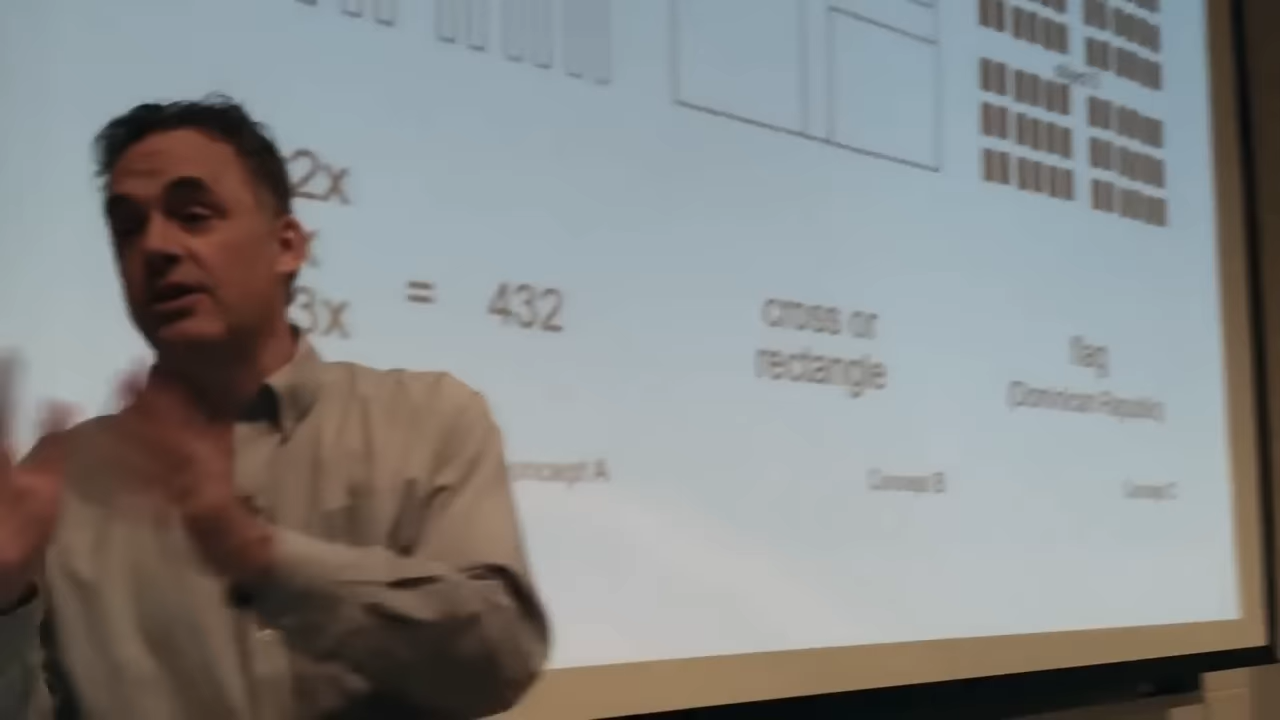 2x
x
3x
= 432
cross or
rectangle
flag
(Dominican Republic)
Concept A
Concept B
Concept C